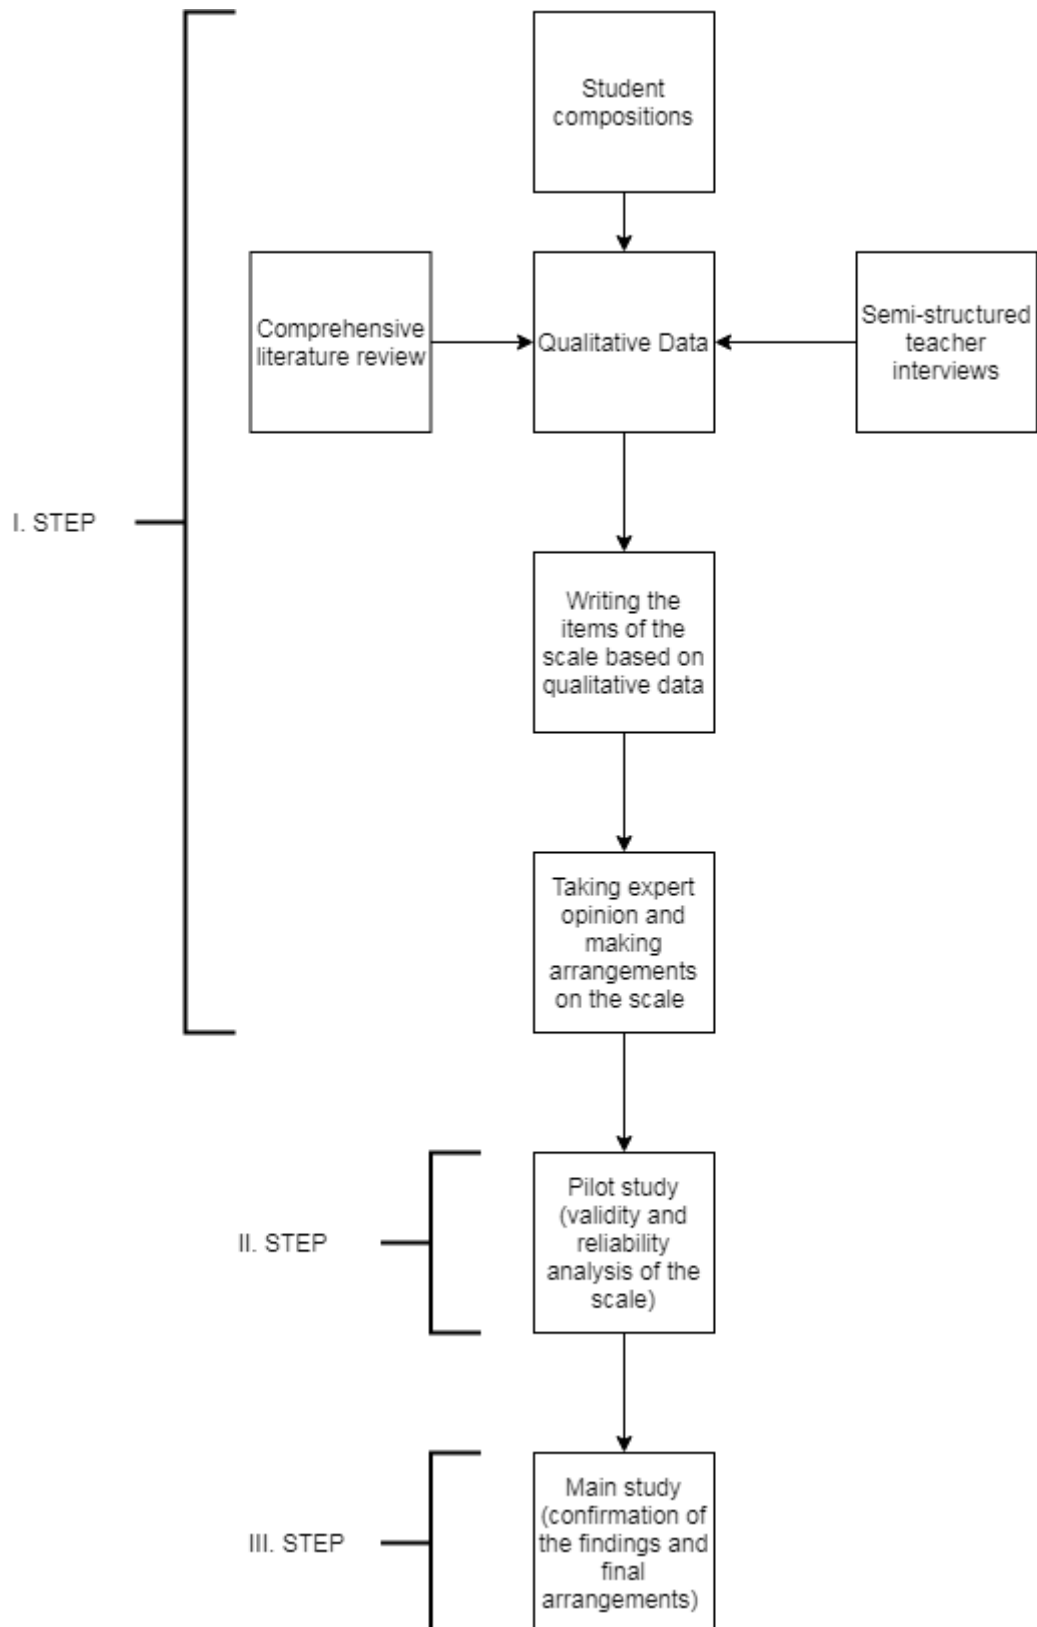 Student
compositions
Comprehensive
literature review
Qualitative Data
Semi-structured
teacher
interviews
I. STEP
Writing the
items of the
scale based on
qualitative data
Taking expert
opinion and
making
arrangements
on the scale
II. STEP
Pilot study
(validity and
reliability
analysis of the
scale)
III. STEP
Main study
(confirmation of
the findings and
final
arrangements)